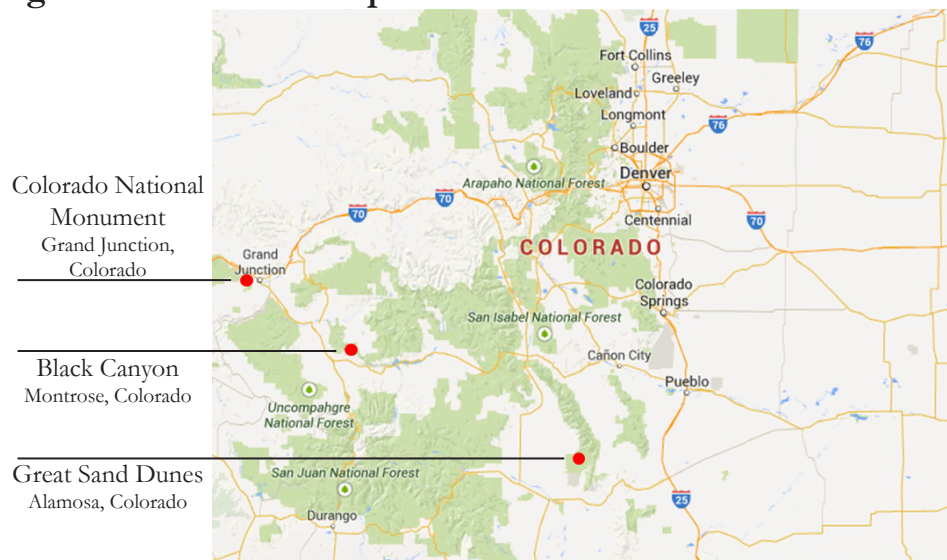 Colorado National
Monument
Grand Junction,
Colorado
Black Canyon
Montrose, Colorado
Great Sand Dunes
Alamosa, Colorado
25
76
Fort Collins
Greeley
Loveland
Longmont
76
Boulder
Denver
Arapaho National Forest
70
70
70
Centennial
COLORADO
Grand
Junction
Colorado
Springs
San Isabel National Forest
Cañon City
Pueblo
Uncompahgre
National Forest
San Juan National Forest
25
Durango